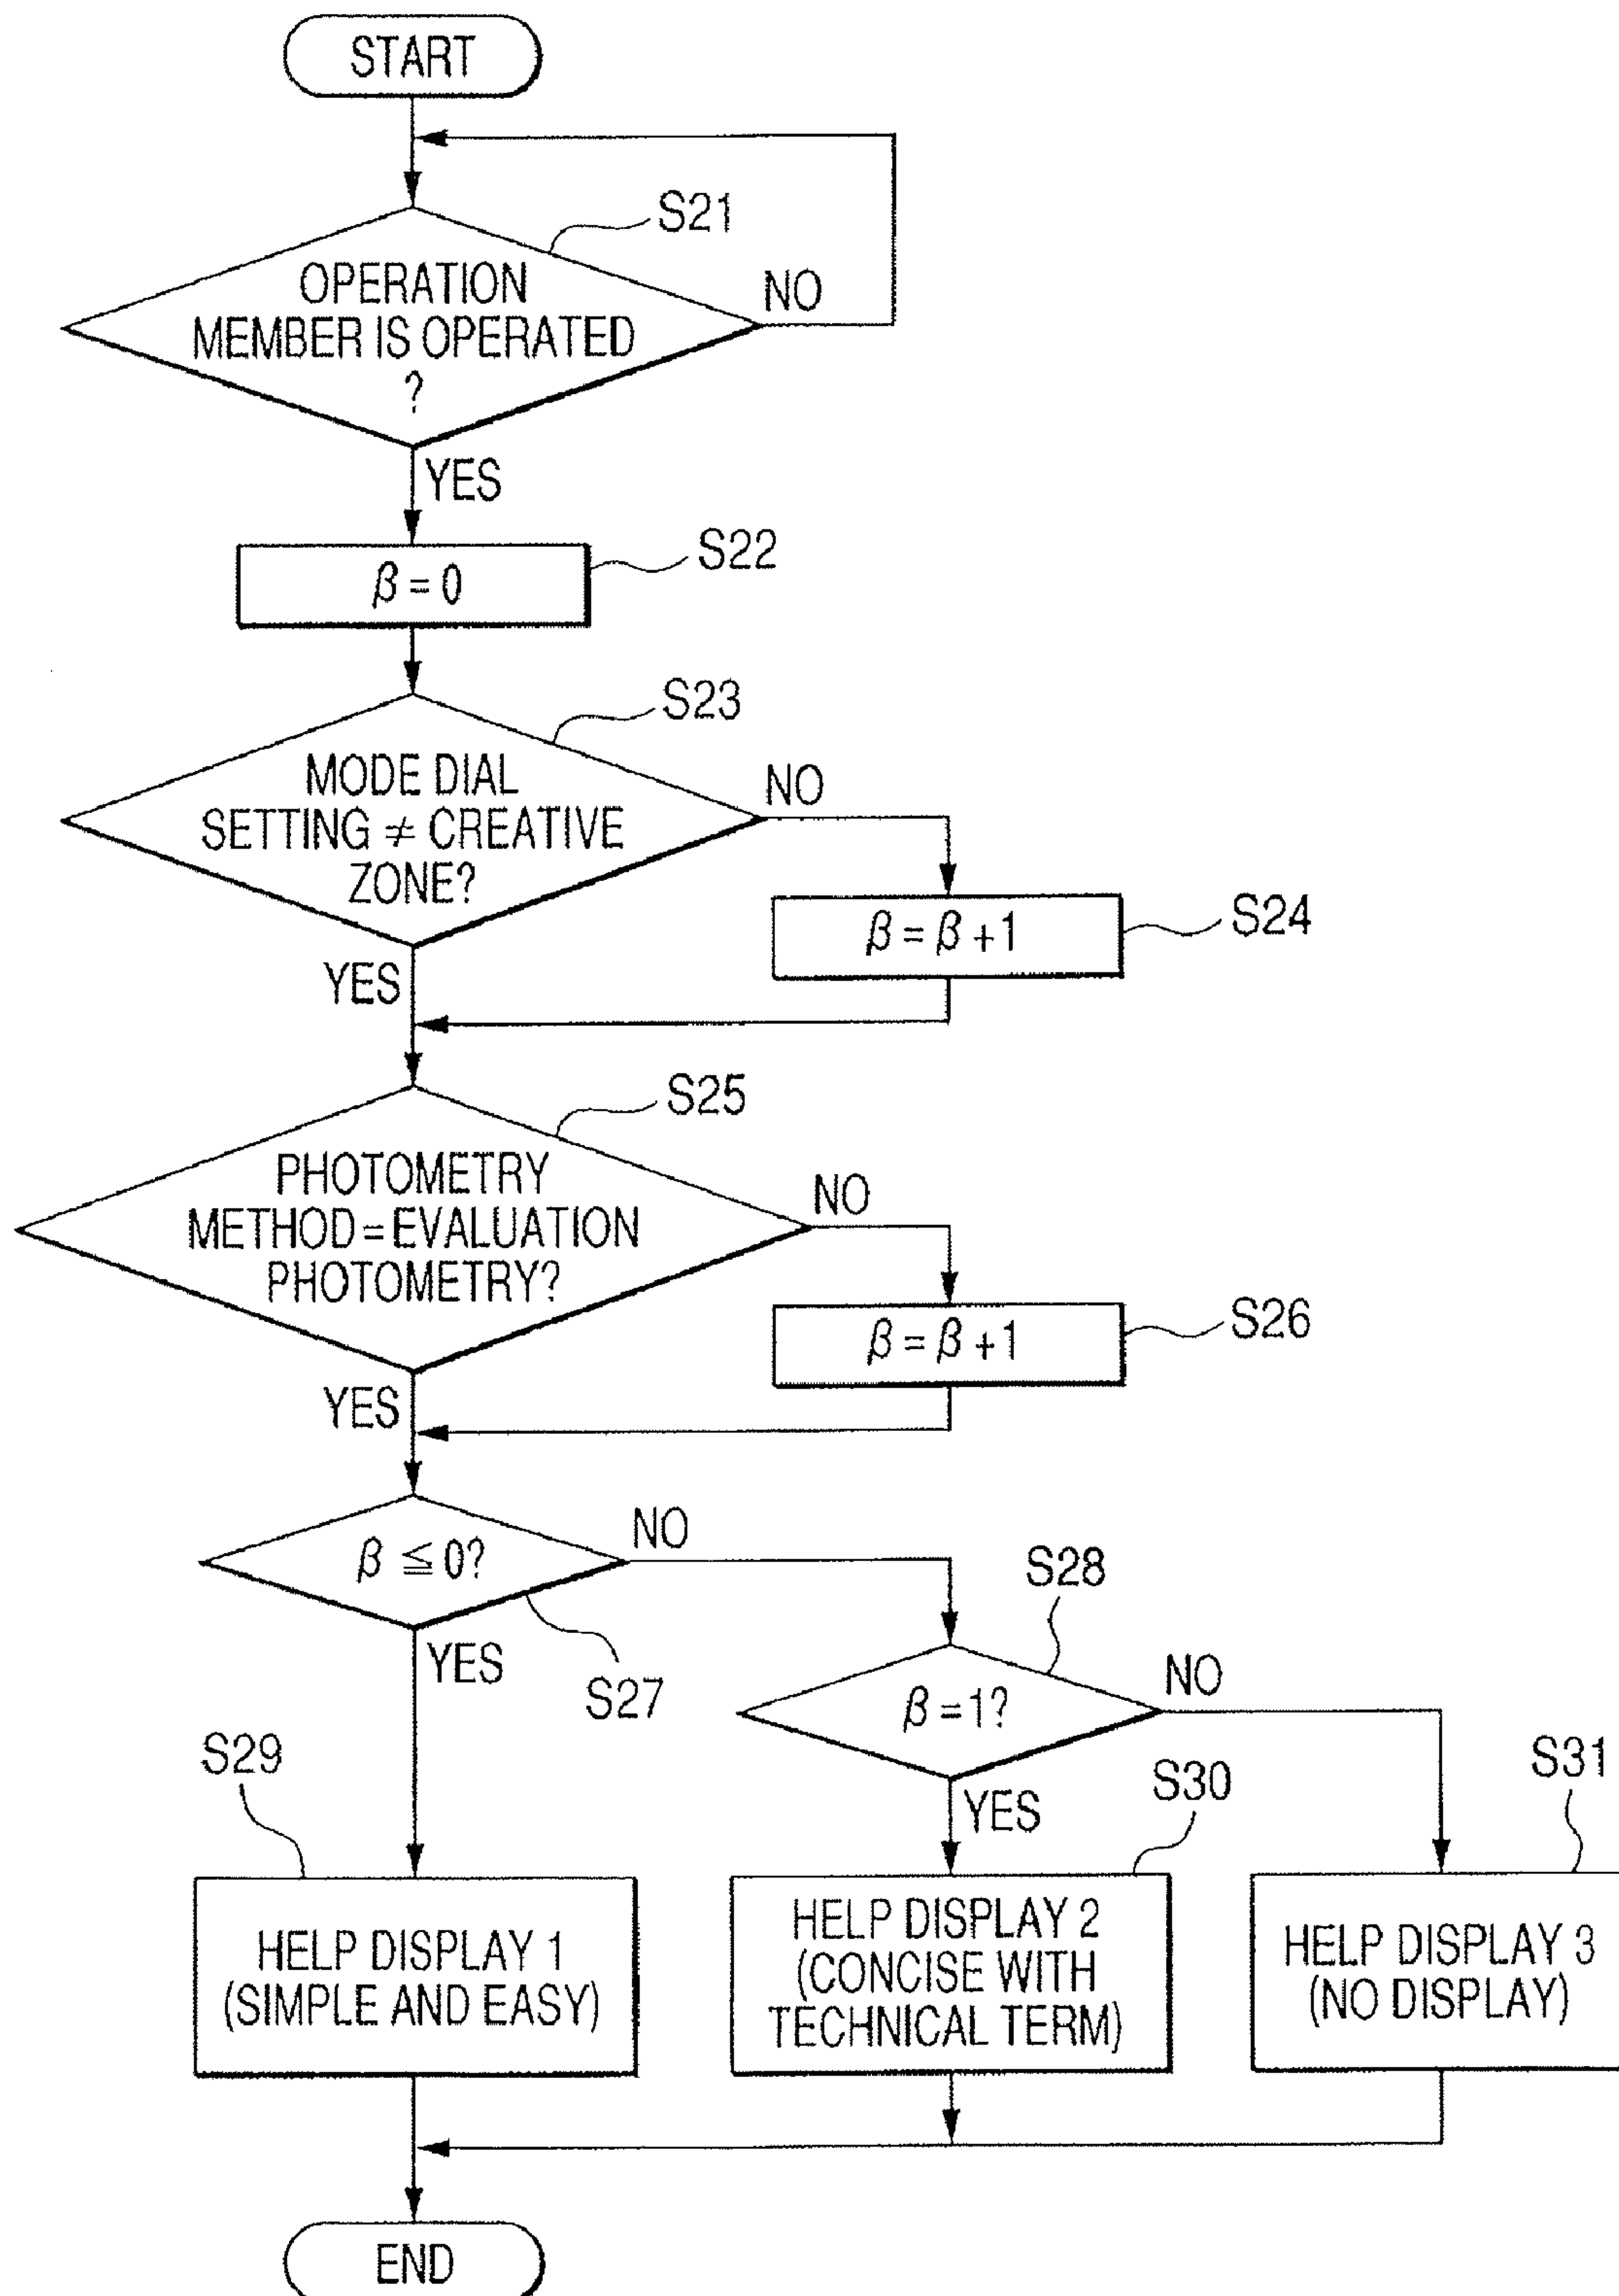 START
S21
OPERATION
MEMBER IS OPERATED
?
NO
YES
S22
β = 0
S23
MODE DIAL
SETTING ≠ CREATIVE
ZONE?
NO
S24
β = β +1
YES
S25
PHOTOMETRY
METHOD = EVALUATION
PHOTOMETRY?
NO
S26
β = β +1
YES
β ≦ 0?
NO
S27
YES
S28
β =1?
NO
YES
S29
S30
S31
HELP DISPLAY 1
(SIMPLE AND EASY)
HELP DISPLAY 2
(CONCISE WITH
TECHNICAL TERM)
HELP DISPLAY 3
(NO DISPLAY)
END